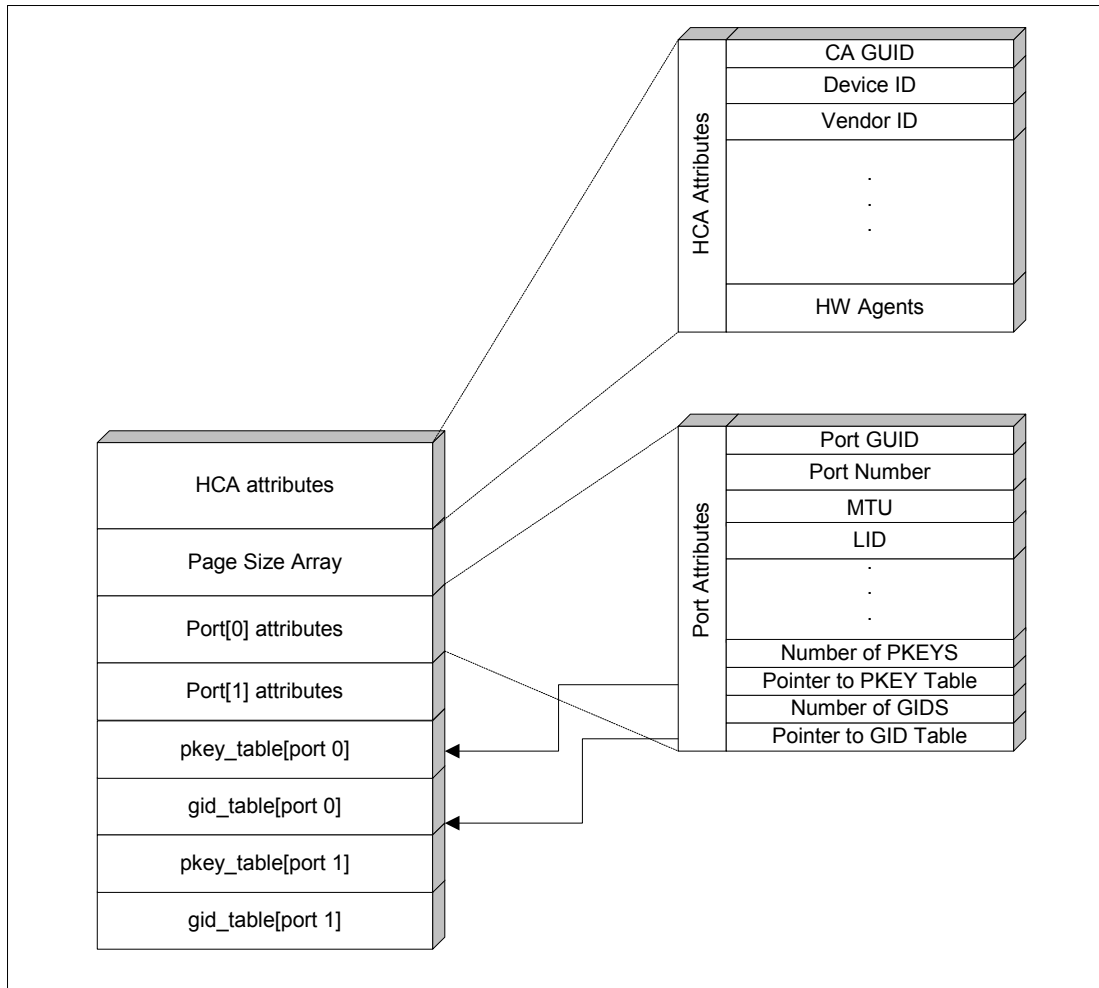 HCA Attributes
CA GUID
Device ID
Vendor ID
.
.
.
HW Agents
HCA attributes
Page Size Array
Port[0] attributes
Port[1] attributes
pkey_table[port 0]
gid_table[port 0]
pkey_table[port 1]
gid_table[port 1]
Port Attributes
Port GUID
Port Number
MTU
LID
.
.
.
Number of PKEYS
Pointer to PKEY Table
Number of GIDS
Pointer to GID Table